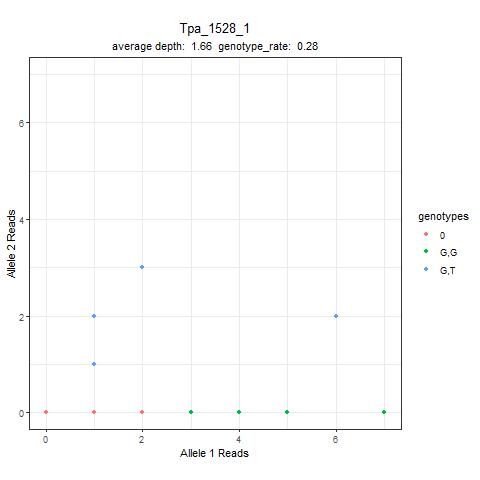 Tpa_1528_1
average depth: 1.66 genotype_rate: 0.28
6
4
2
0
Allele 2 Reads
0 2 4 6
Allele 1 Reads
genotypes
0
G,G
G,T